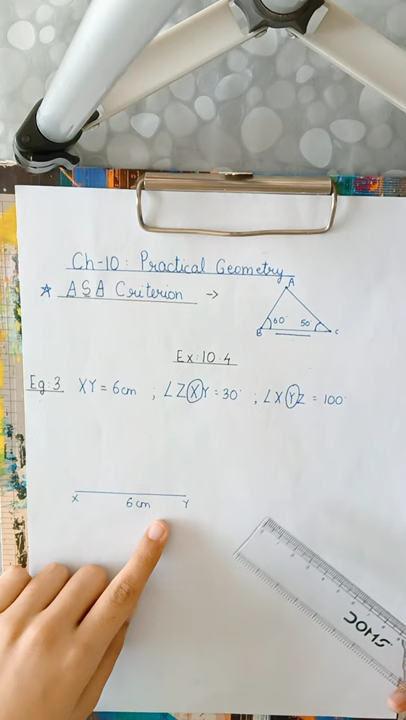 Ch-10: Practical Geometry
☆ ASA Criterion →
A
60° 50°
B C
Ex: 10.4
Eg:3 XY = 6cm ; ∠ZXY = 30° ; ∠XYZ = 100°
X 6 cm Y
DOMS